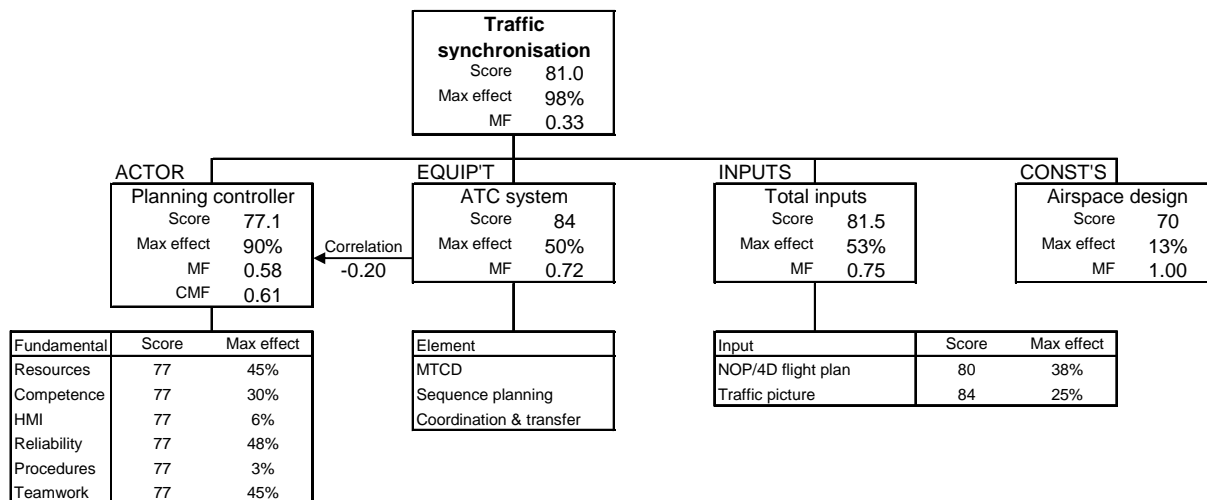 Traffic
synchronisation
Score 81.0
Max effect 98%
MF 0.33
ACTOR EQUIP'T INPUTS CONST'S
Planning controller
Score 77.1
Max effect 90%
MF 0.58
CMF 0.61
Correlation
-0.20
ATC system
Score 84
Max effect 50%
MF 0.72
Total inputs
Score 81.5
Max effect 53%
MF 0.75
Airspace design
Score 70
Max effect 13%
MF 1.00
Fundamental Score Max effect
Resources 77 45%
Competence 77 30%
HMI 77 6%
Reliability 77 48%
Procedures 77 3%
Teamwork 77 45%
Element
MTCD
Sequence planning
Coordination & transfer
Input Score Max effect
NOP/4D flight plan 80 38%
Traffic picture 84 25%